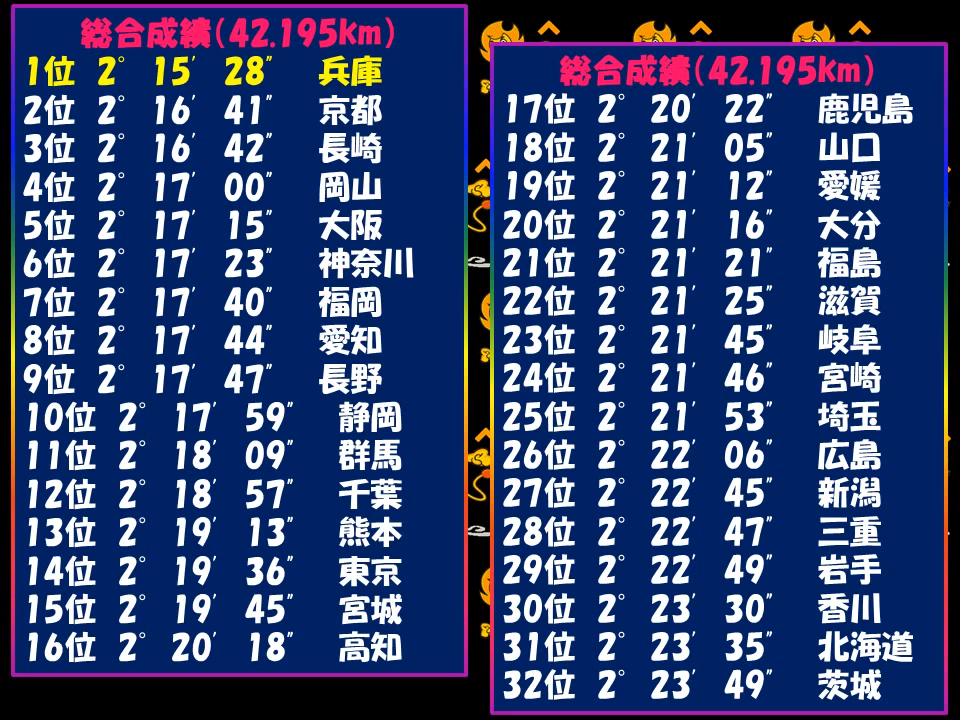 総合成績(42.195km)
1位 2° 15′ 28″ 兵庫
2位 2° 16′ 41″ 京都
3位 2° 16′ 42″ 長崎
4位 2° 17′ 00″ 岡山
5位 2° 17′ 15″ 大阪
6位 2° 17′ 23″ 神奈川
7位 2° 17′ 40″ 福岡
8位 2° 17′ 44″ 愛知
9位 2° 17′ 47″ 長野
10位 2° 17′ 59″ 静岡
11位 2° 18′ 09″ 群馬
12位 2° 18′ 57″ 千葉
13位 2° 19′ 13″ 熊本
14位 2° 19′ 36″ 東京
15位 2° 19′ 45″ 宮城
16位 2° 20′ 18″ 高知
総合成績(42.195km)
17位 2° 20′ 22″ 鹿児島
18位 2° 21′ 05″ 山口
19位 2° 21′ 12″ 愛媛
20位 2° 21′ 16″ 大分
21位 2° 21′ 21″ 福島
22位 2° 21′ 25″ 滋賀
23位 2° 21′ 45″ 岐阜
24位 2° 21′ 46″ 宮崎
25位 2° 21′ 53″ 埼玉
26位 2° 22′ 06″ 広島
27位 2° 22′ 45″ 新潟
28位 2° 22′ 47″ 三重
29位 2° 22′ 49″ 岩手
30位 2° 23′ 30″ 香川
31位 2° 23′ 35″ 北海道
32位 2° 23′ 49″ 茨城